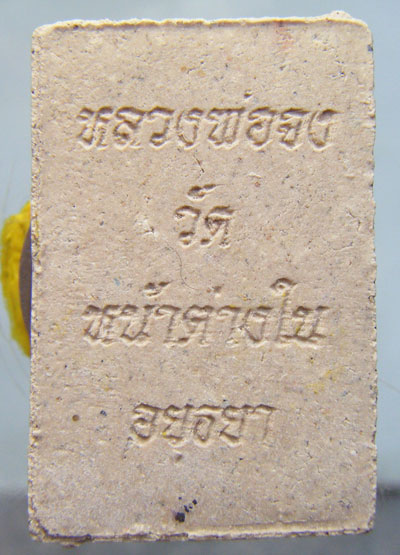 หลวงพ่อจง
วัด
หน้าต่างใน
อยุธยา